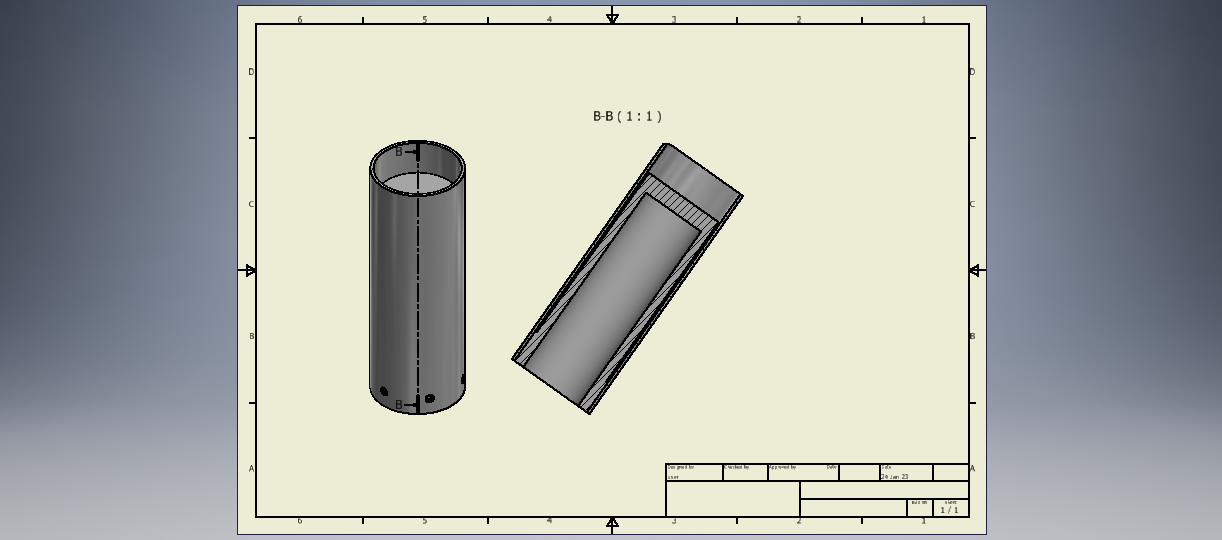 6 5 4 3 2 1
D D
B-B ( 1 : 1 )
B
C C
B B
B
A A
Designed by Checked by Approved by Date Date
user 24 Jan 23
Edition Sheet
1 / 1
6 5 4 3 2 1